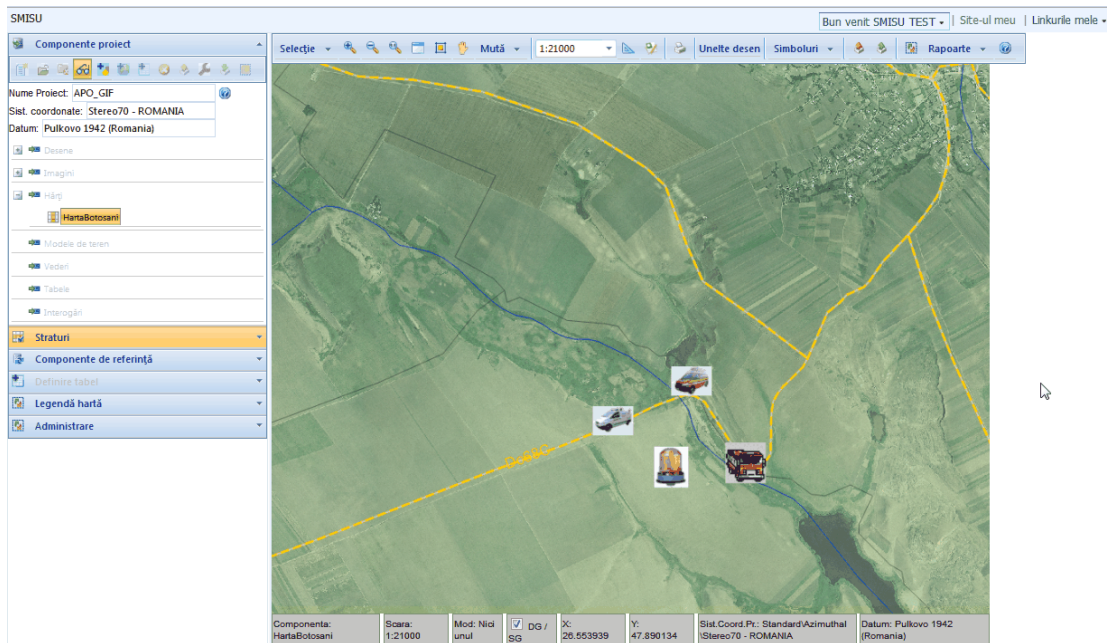 SMISU
Bun venit SMISU TEST | Site-ul meu | Linkurile mele
Componente proiect
Selecție Mută 1:21000 Unelte desen Simboluri Rapoarte
Nume Proiect: APO_GIF
Sist. coordonate: Stereo70 - ROMANIA
Datum: Pulkovo 1942 (Romania)
Desene
Imagini
Hărți
HartaBotosani
Modele de teren
Vederi
Tabele
Interogări
Straturi
Componente de referință
Definire tabel
Legendă hartă
Administrare
Dc88G
Componenta: HartaBotosani
Scara: 1:21000
Mod: Nici unul
DG / SG
X: 26.553939
Y: 47.890134
Sist.Coord.Pr.: Standard\Azimuthal \Stereo70 - ROMANIA
Datum: Pulkovo 1942 (Romania)